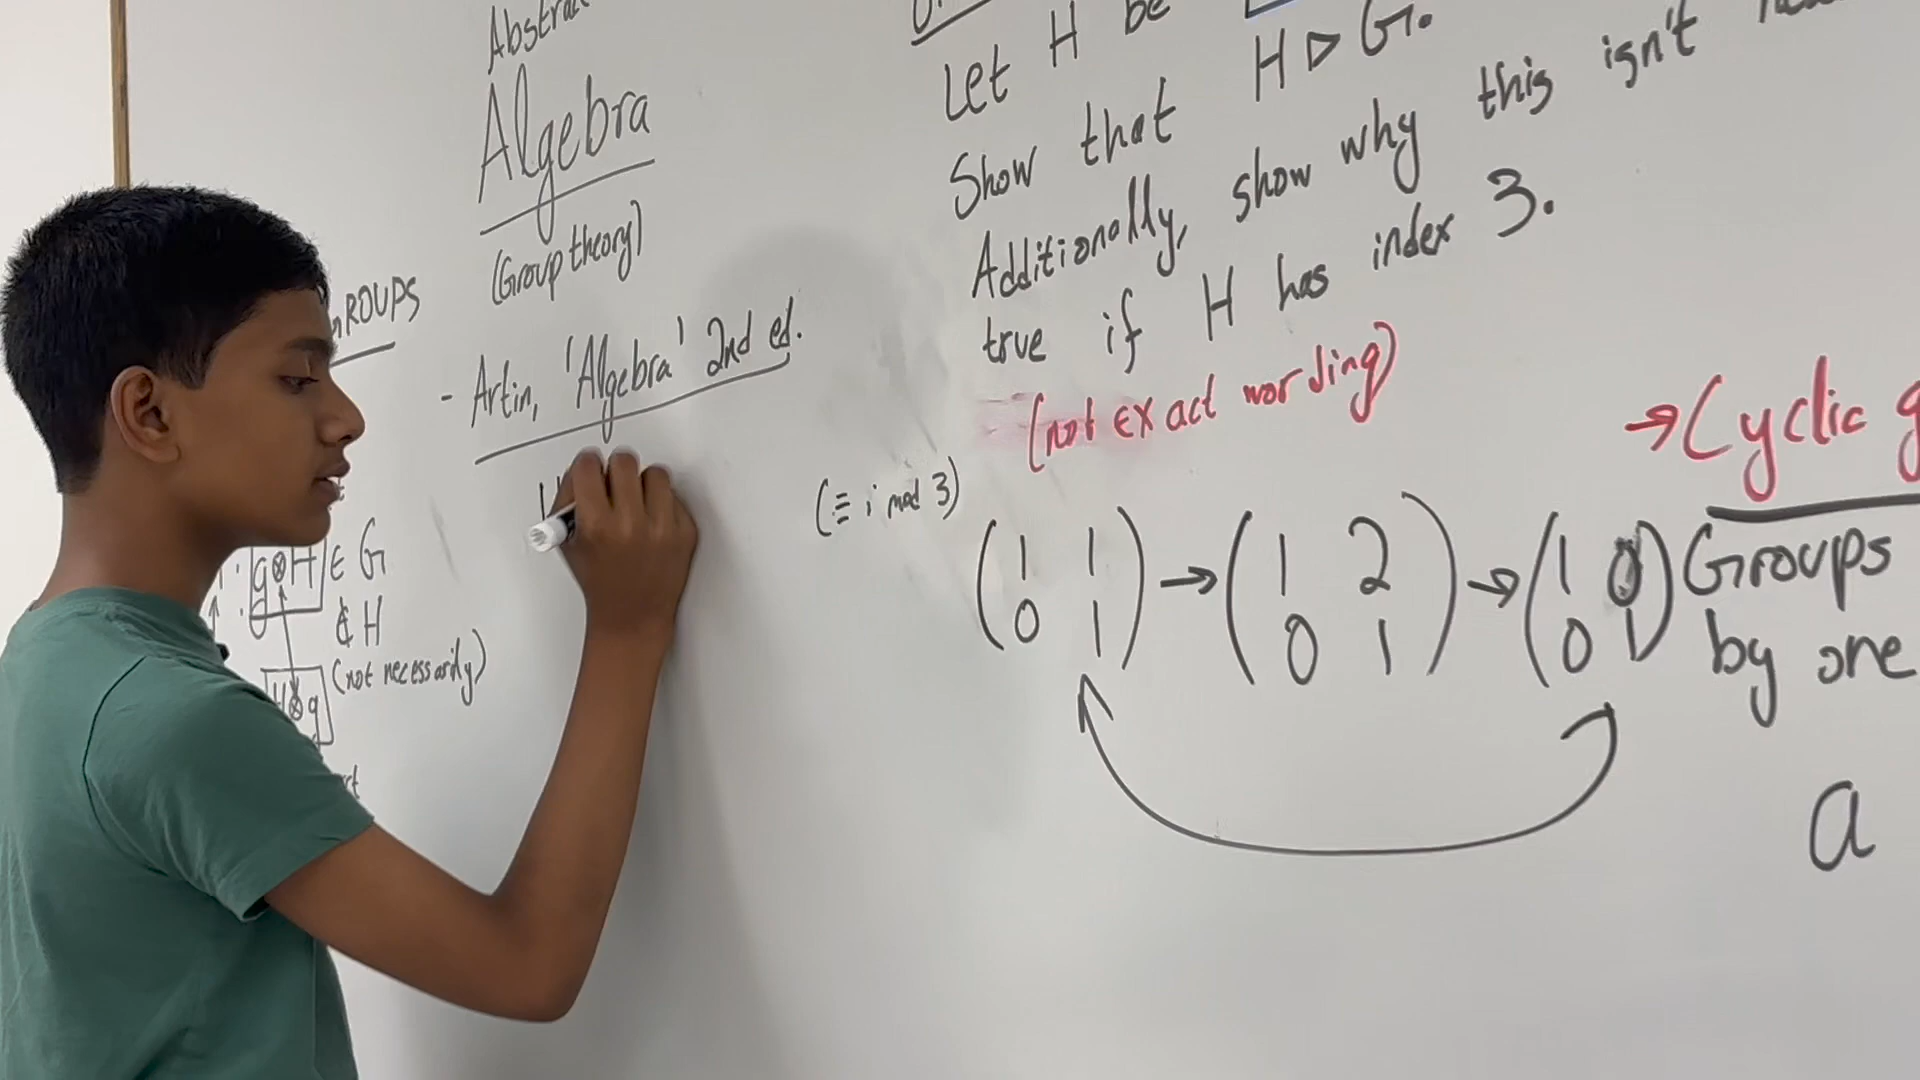 Algebra
(Group theory)
- Artin, 'Algebra' 2nd ed.
GROUPS
g⊗H ∈ G
& H
(not necessarily)
H⊗g
Let H be
Show that H ▷ G.
Additionally, show why this isn't
true if H has index 3.
(not exact wording)
(≡ i mod 3)
(1 1 → (1 2 → (1 0
0 1) 0 1) 0 1)
→ Cyclic
Groups
by one
a